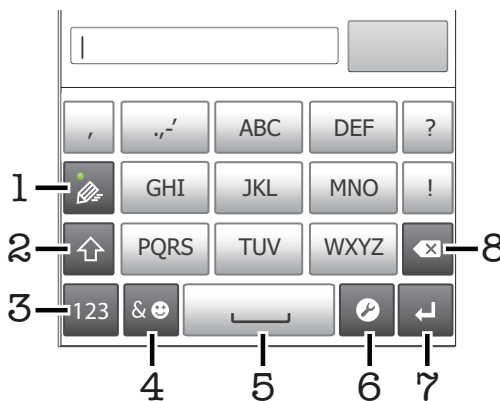 , .,-’ ABC DEF ?
1 GHI JKL MNO !
2 PQRS TUV WXYZ 8
3 123 &
4 5 6 7